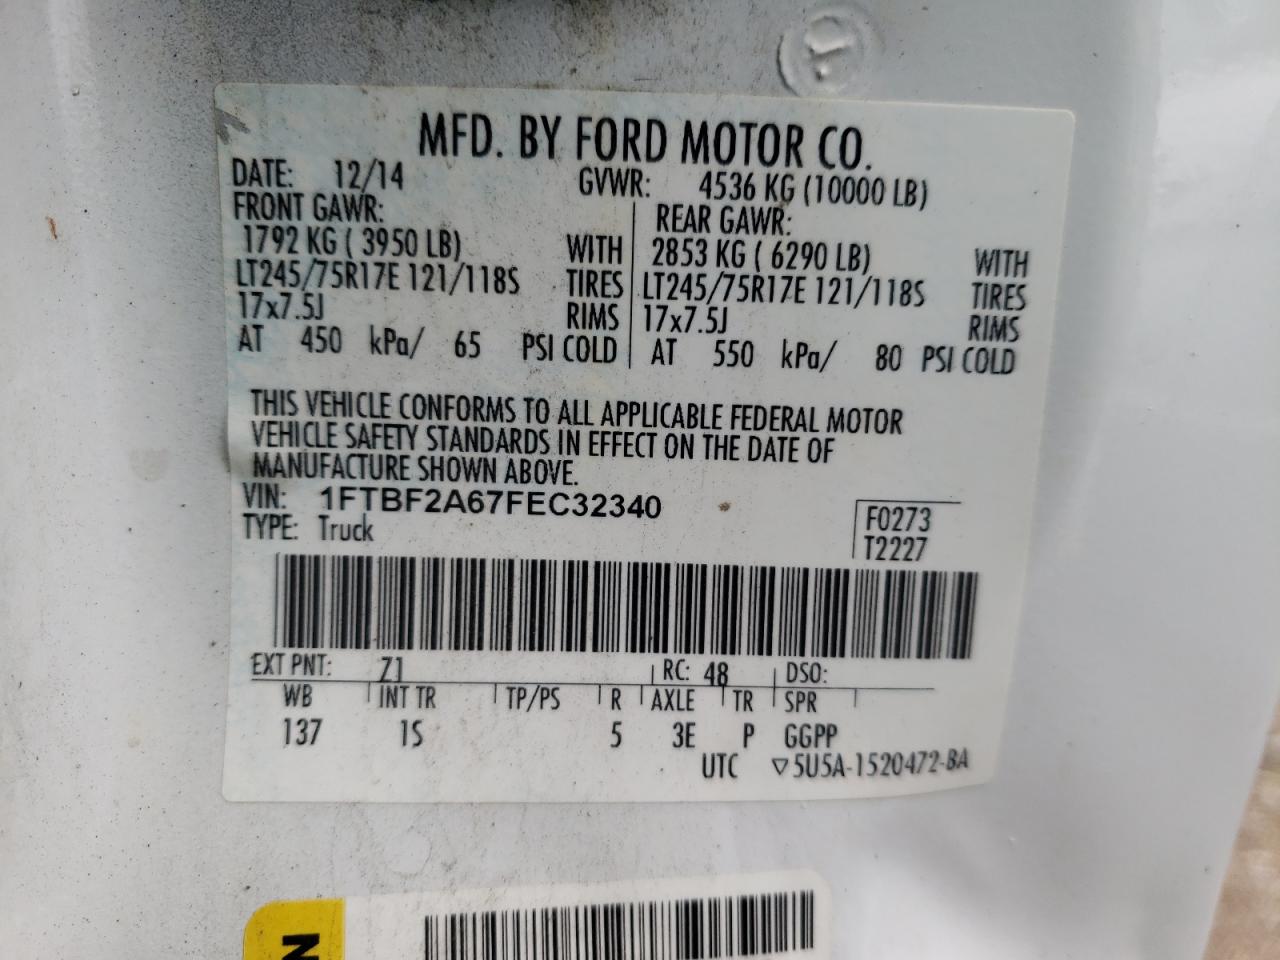 MFD. BY FORD MOTOR CO.
DATE: 12/14 GVWR: 4536 KG (10000 LB)
FRONT GAWR: REAR GAWR:
1792 KG ( 3950 LB) WITH 2853 KG ( 6290 LB) WITH
LT245/75R17E 121/118S TIRES LT245/75R17E 121/118S TIRES
17x7.5J RIMS 17x7.5J RIMS
AT 450 kPa/ 65 PSI COLD AT 550 kPa/ 80 PSI COLD
THIS VEHICLE CONFORMS TO ALL APPLICABLE FEDERAL MOTOR
VEHICLE SAFETY STANDARDS IN EFFECT ON THE DATE OF
MANUFACTURE SHOWN ABOVE.
VIN: 1FTBF2A67FEC32340
TYPE: Truck
F0273
T2227
EXT PNT: Z1 RC: 48 DSO:
WB INT TR TP/PS R AXLE TR SPR
137 1S 5 3E P GGPP
UTC ▽5U5A-1520472-BA
N